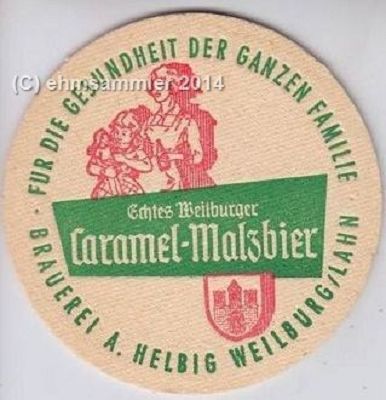 (C) ehmsammler 2014
· FÜR DIE GESUNDHEIT DER GANZEN FAMILIE ·
Echtes Weilburger
Caramel-Malzbier
BRAUEREI A. HELBIG WEILBURG/LAHN